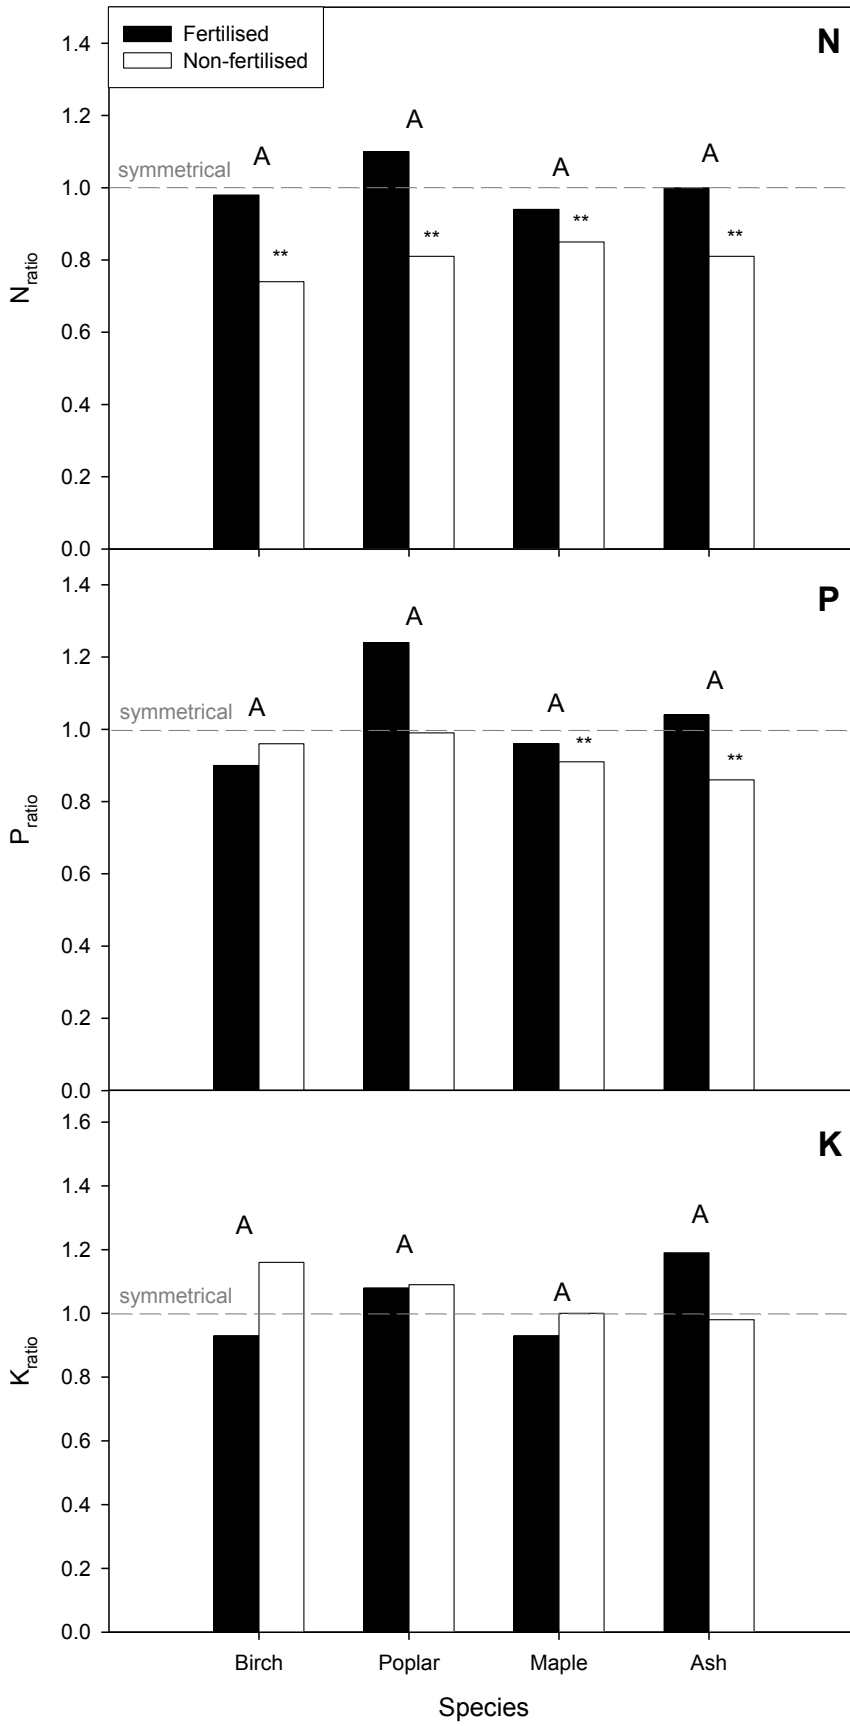 Fertilised
Non-fertilised
N
1.4
1.2
1.0
0.8
0.6
0.4
0.2
0.0
Nratio
symmetrical
A
A
A
A
**
**
**
**
P
1.4
1.2
1.0
0.8
0.6
0.4
0.2
0.0
Pratio
symmetrical
A
A
A
A
**
**
K
1.6
1.4
1.2
1.0
0.8
0.6
0.4
0.2
0.0
Kratio
symmetrical
A
A
A
A
Birch Poplar Maple Ash
Species